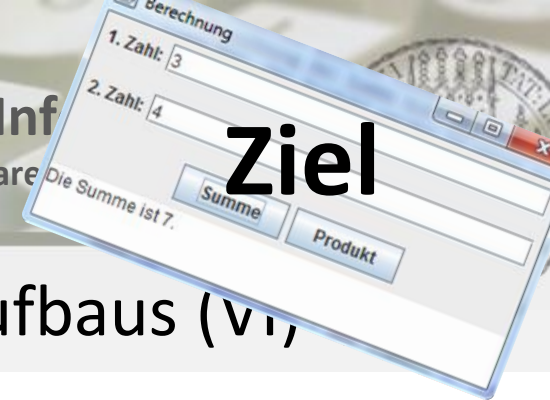 Berechnung
1. Zahl: 3
2. Zahl: 4
Ziel
Summe
Produkt
Die Summe ist 7.
Inf
are
ufbaus (VI)